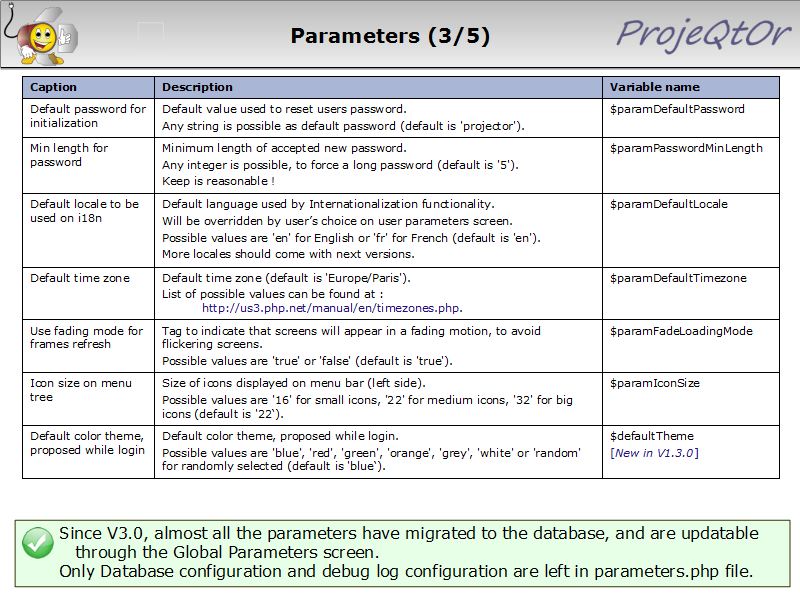 Parameters (3/5)
ProjeQtOr
Caption
Description
Variable name
Default password for
initialization
Default value used to reset users password.
Any string is possible as default password (default is 'projector').
$paramDefaultPassword
Min length for
password
Minimum length of accepted new password.
Any integer is possible, to force a long password (default is '5').
Keep is reasonable !
$paramPasswordMinLength
Default locale to be
used on i18n
Default language used by Internationalization functionality.
Will be overridden by user’s choice on user parameters screen.
Possible values are 'en' for English or 'fr' for French (default is 'en').
More locales should come with next versions.
$paramDefaultLocale
Default time zone
Default time zone (default is 'Europe/Paris').
List of possible values can be found at :
http://us3.php.net/manual/en/timezones.php.
$paramDefaultTimezone
Use fading mode for
frames refresh
Tag to indicate that screens will appear in a fading motion, to avoid
flickering screens.
Possible values are 'true' or 'false' (default is 'true').
$paramFadeLoadingMode
Icon size on menu
tree
Size of icons displayed on menu bar (left side).
Possible values are '16' for small icons, '22' for medium icons, '32' for big
icons (default is '22‘).
$paramIconSize
Default color theme,
proposed while login
Default color theme, proposed while login.
Possible values are 'blue', 'red', 'green', 'orange', 'grey', 'white' or 'random'
for randomly selected (default is 'blue‘).
$defaultTheme
[New in V1.3.0]
Since V3.0, almost all the parameters have migrated to the database, and are updatable
through the Global Parameters screen.
Only Database configuration and debug log configuration are left in parameters.php file.